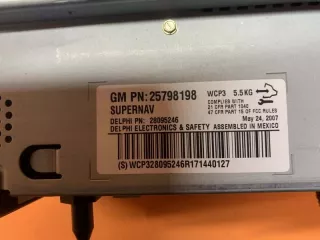 GM PN:25798198 WCP3 5.5KG
SUPERNAV COMPLIES WITH
21 CFR PART 1040
DELPHI PN: 28095246 47 CFR PART 15 OF FCC RULES
May 24, 2007
DELPHI ELECTRONICS & SAFETY ASSEMBLED IN MEXICO
(S) WCP328095246R171440127